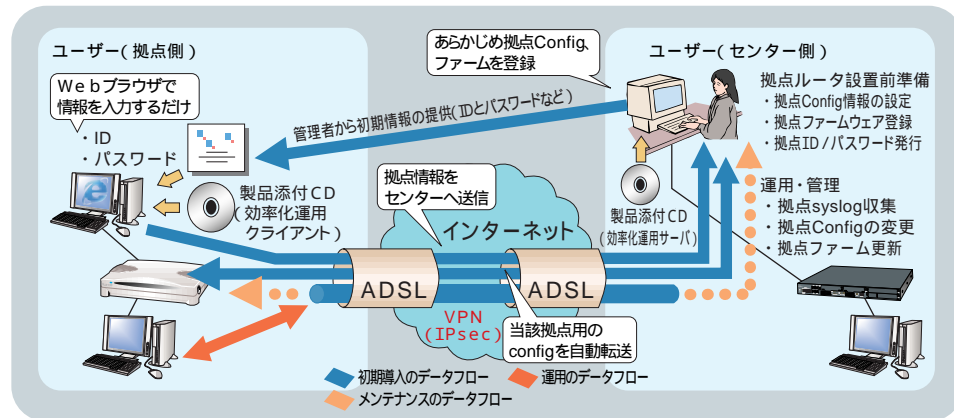 ユーザー(拠点側)
Webブラウザで
情報を入力するだけ
・ID
・パスワード
製品添付CD
(効率化運用
クライアント)
管理者から初期情報の提供(IDとパスワードなど)
あらかじめ拠点Config、
ファームを登録
ユーザー(センター側)
拠点ルータ設置前準備
・拠点Config情報の設定
・拠点ファームウェア登録
・拠点ID/パスワード発行
運用・管理
・拠点syslog収集
・拠点Configの変更
・拠点ファーム更新
製品添付CD
(効率化運用サーバ)
拠点情報を
センターへ送信
インターネット
ADSL
ADSL
VPN
(IPsec)
当該拠点用の
configを自動転送
初期導入のデータフロー
運用のデータフロー
メンテナンスのデータフロー